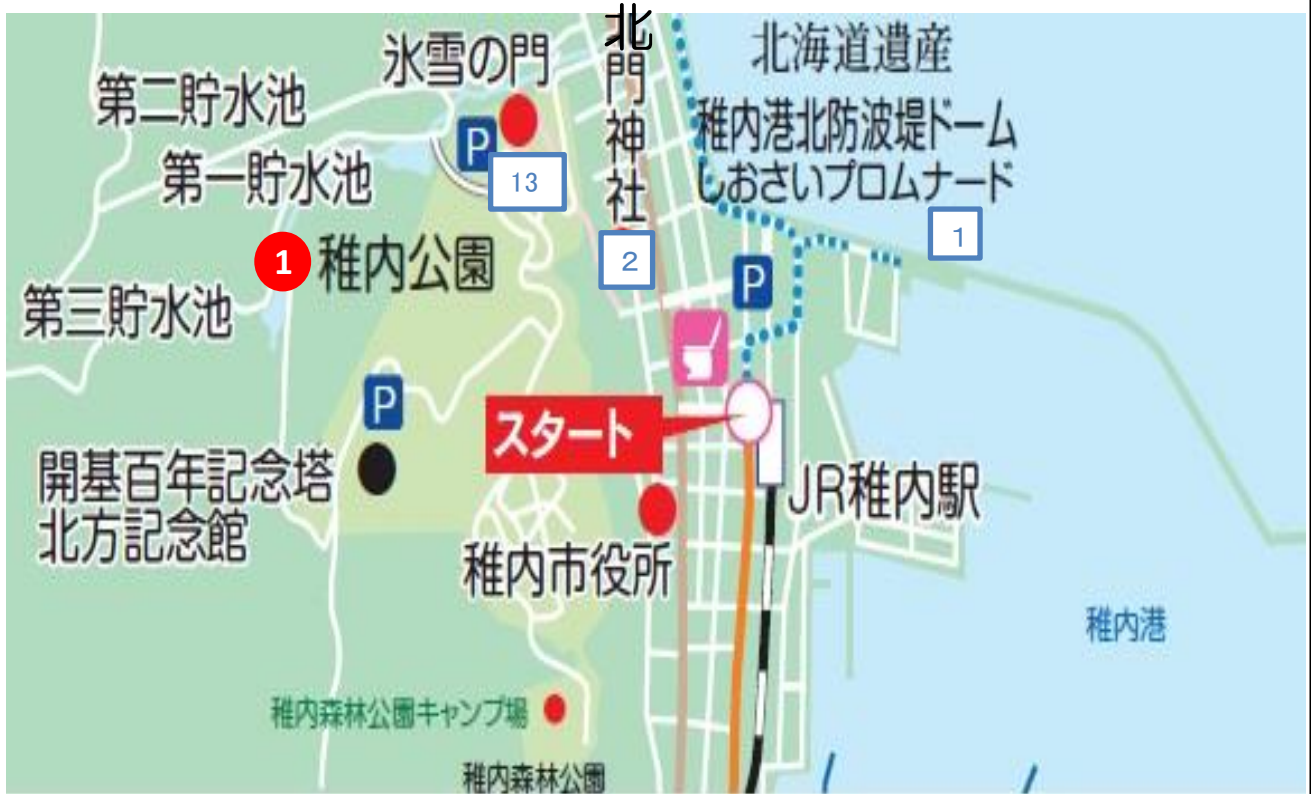 北門神社
北海道遺産
氷雪の門
第二貯水池
P
稚内港北防波堤ドーム
しおさいプロムナード
第一貯水池
13
1
2
1
稚内公園
P
第三貯水池
P
スタート
開基百年記念塔
北方記念館
JR稚内駅
稚内市役所
稚内港
稚内森林公園キャンプ場
稚内森林公園